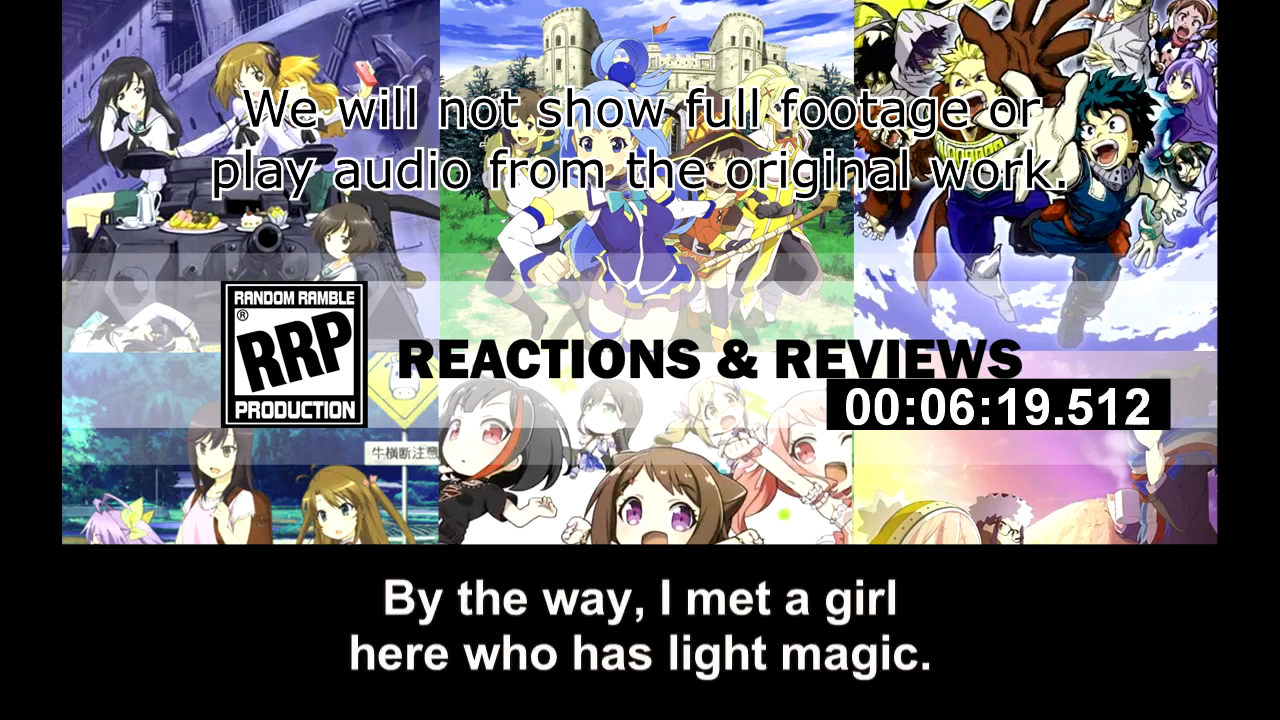 We will not show full footage or
play audio from the original work.
RANDOM RAMBLE
®
RRP
PRODUCTION
REACTIONS & REVIEWS
00:06:19.512
牛横断注意
By the way, I met a girl
here who has light magic.